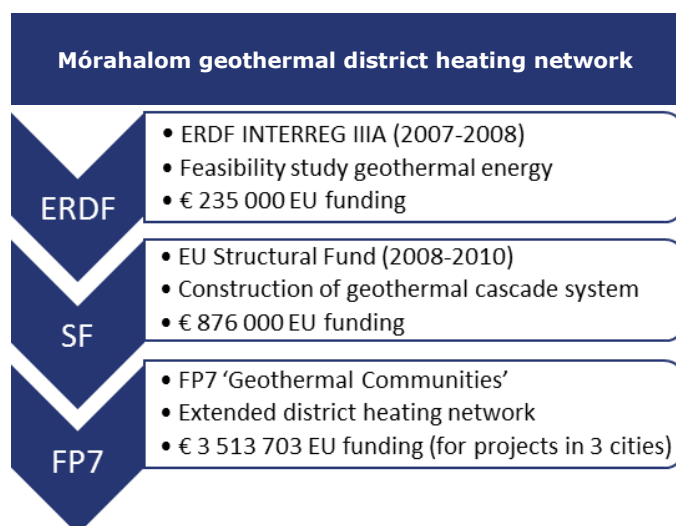 Mórahalom geothermal district heating network
ERDF
• ERDF INTERREG IIIA (2007-2008)
• Feasibility study geothermal energy
• € 235 000 EU funding
SF
• EU Structural Fund (2008-2010)
• Construction of geothermal cascade system
• € 876 000 EU funding
FP7
• FP7 ‘Geothermal Communities’
• Extended district heating network
• € 3 513 703 EU funding (for projects in 3 cities)